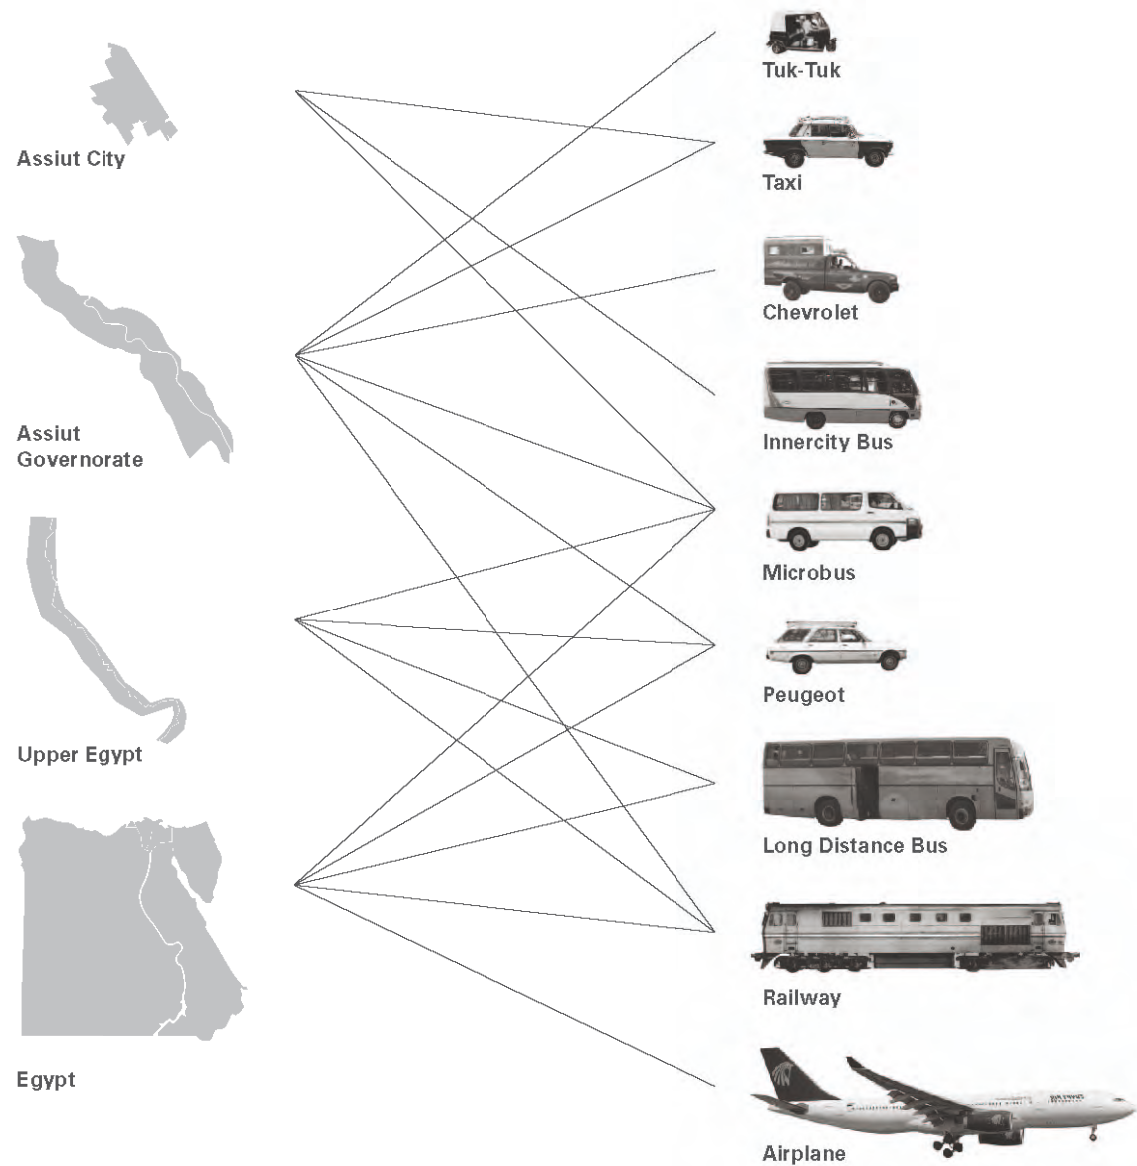 Assiut City
Assiut
Governorate
Upper Egypt
Egypt
Tuk-Tuk
Taxi
Chevrolet
Innercity Bus
Microbus
Peugeot
Long Distance Bus
Railway
Airplane